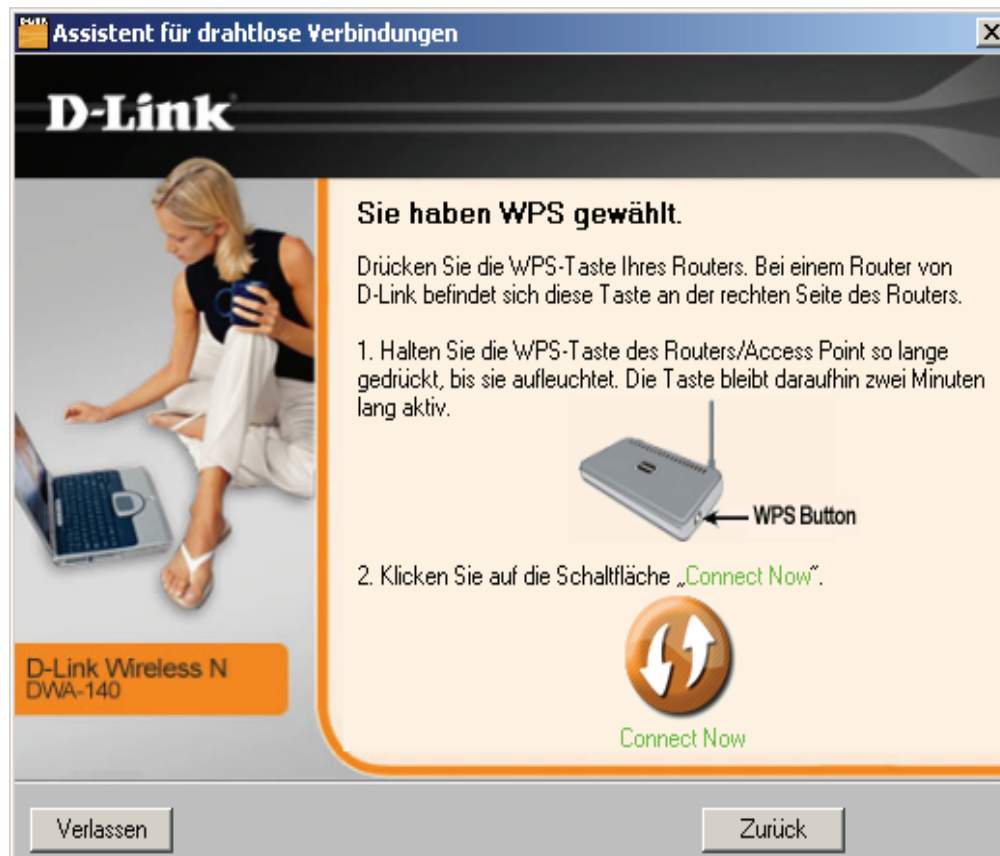 Assistent für drahtlose Verbindungen
D-Link
Sie haben WPS gewählt.
Drücken Sie die WPS-Taste Ihres Routers. Bei einem Router von
D-Link befindet sich diese Taste an der rechten Seite des Routers.
1. Halten Sie die WPS-Taste des Routers/Access Point so lange
gedrückt, bis sie aufleuchtet. Die Taste bleibt daraufhin zwei Minuten
lang aktiv.
WPS Button
2. Klicken Sie auf die Schaltfläche „Connect Now“.
Connect Now
D-Link Wireless N
DWA-140
Verlassen
Zurück